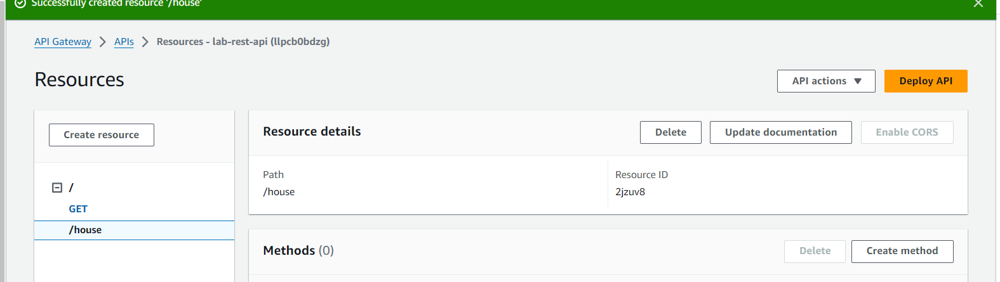 Successfully created resource '/house'
API Gateway > APIs > Resources - lab-rest-api (llpcb0bdzg)
Resources
API actions ▼
Deploy API
Create resource
/
GET
/house
Resource details
Delete
Update documentation
Enable CORS
Path
/house
Resource ID
2jzuv8
Methods (0)
Delete
Create method